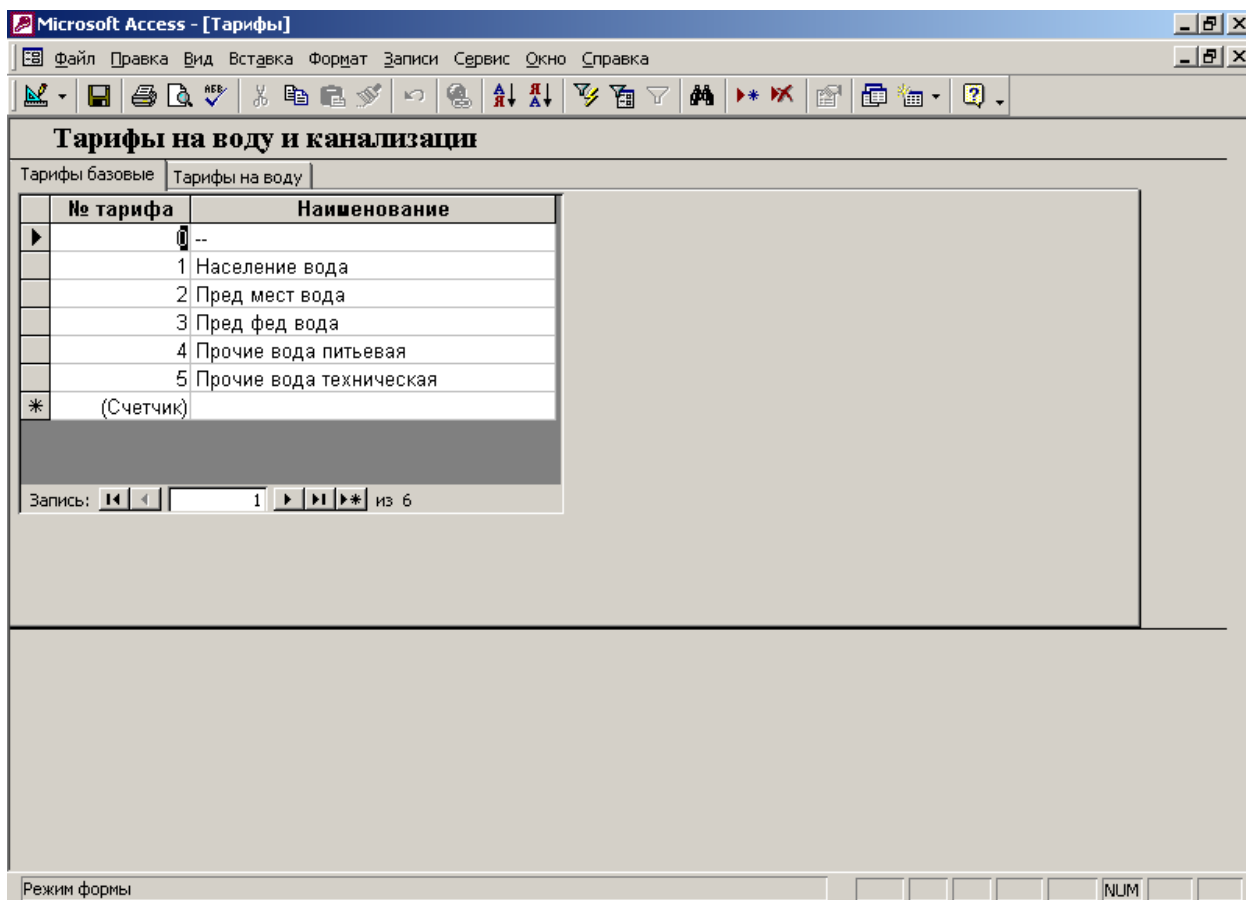 Microsoft Access - [Тарифы]
Файл Правка Вид Вставка Формат Записи Сервис Окно Справка
Тарифы на воду и канализаци
Тарифы базовые Тарифы на воду
№ тарифа Наименование
0 --
1 Население вода
2 Пред мест вода
3 Пред фед вода
4 Прочие вода питьевая
5 Прочие вода техническая
(Счетчик)
Запись: 1 из 6
Режим формы NUM